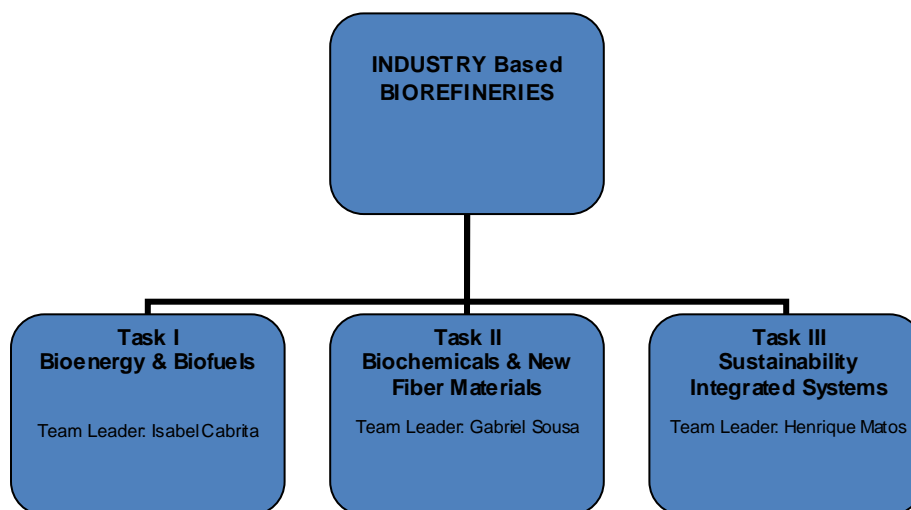 INDUSTRY Based
BIOREFINERIES
Task I
Bioenergy & Biofuels
Team Leader: Isabel Cabrita
Task II
Biochemicals & New
Fiber Materials
Team Leader: Gabriel Sousa
Task III
Sustainability
Integrated Systems
Team Leader: Henrique Matos